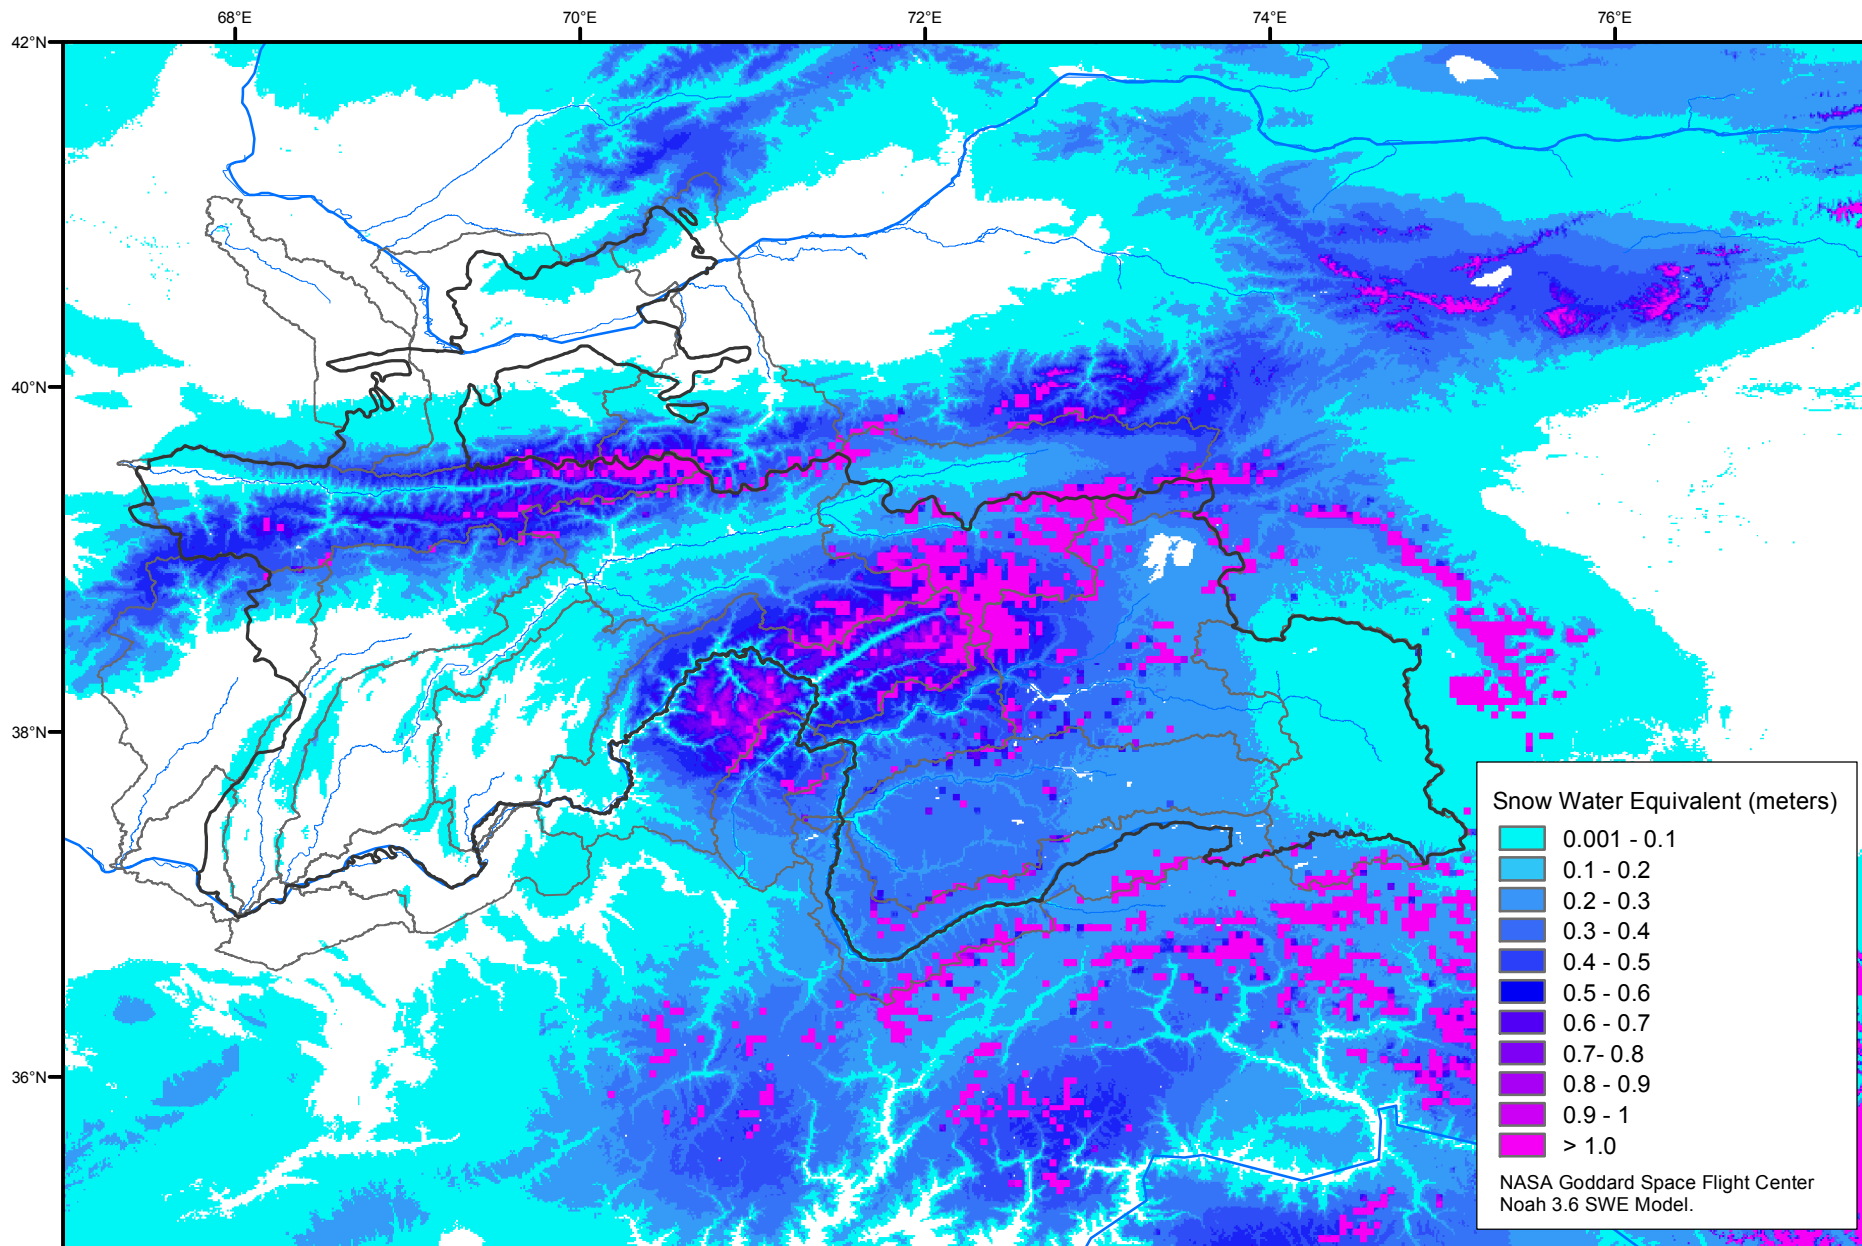 68°E
70°E
72°E
74°E
76°E
42°N
40°N
38°N
36°N
Snow Water Equivalent (meters)
0.001 - 0.1
0.1 - 0.2
0.2 - 0.3
0.3 - 0.4
0.4 - 0.5
0.5 - 0.6
0.6 - 0.7
0.7- 0.8
0.8 - 0.9
0.9 - 1
> 1.0
NASA Goddard Space Flight Center
Noah 3.6 SWE Model.